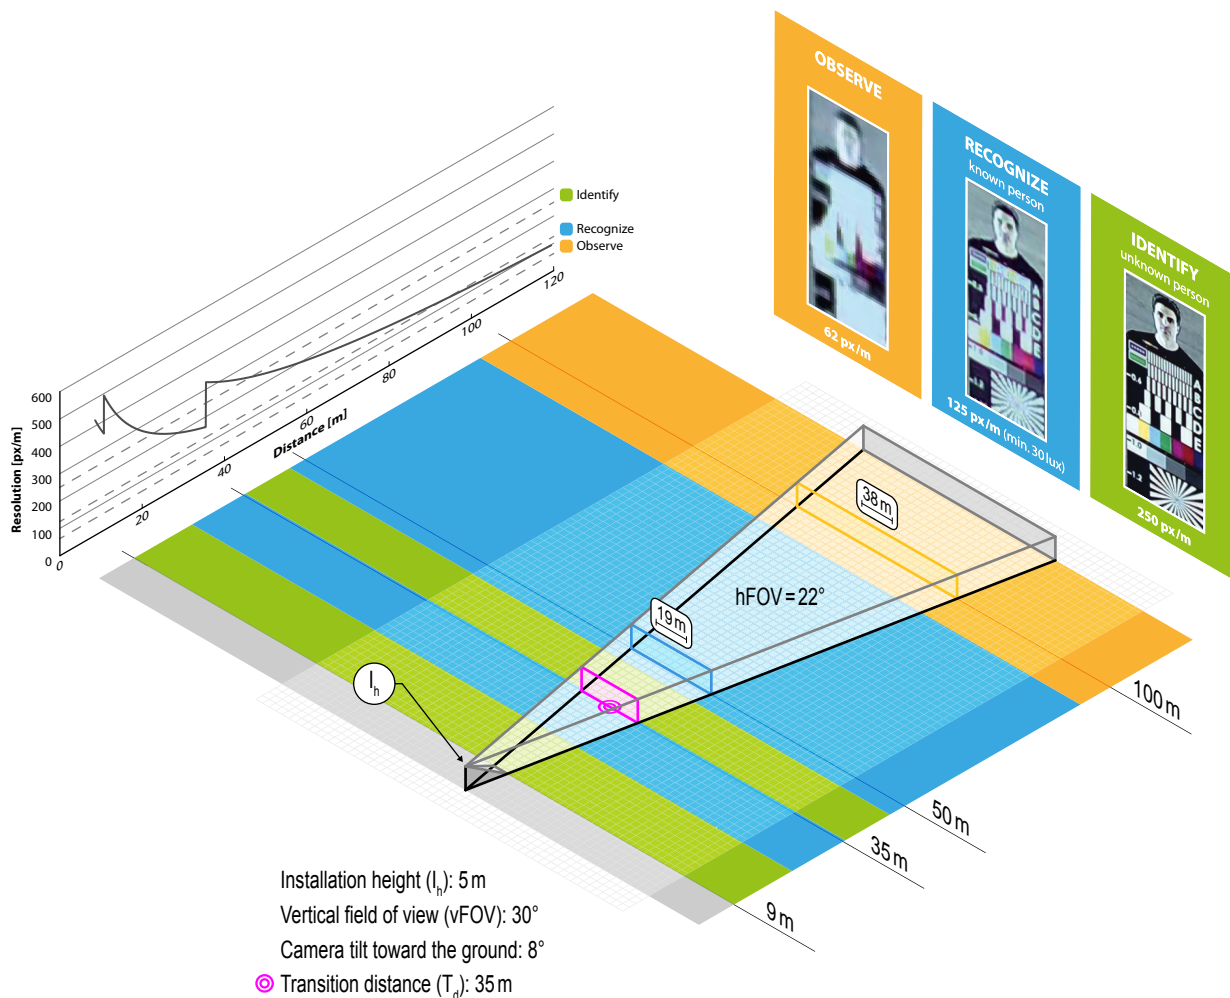 OBSERVE
62 px/m
RECOGNIZE
known person
125 px/m (min. 30 lux)
IDENTIFY
unknown person
A
B
C
D
E
250 px/m
Identify
Recognize
Observe
600
500
400
300
200
100
0
Resolution [px/m]
0
20
40
60
80
100
120
Distance [m]
38 m
19 m
hFOV = 22°
Ih
100 m
50 m
35 m
9 m
Installation height (Ih): 5 m
Vertical field of view (vFOV): 30°
Camera tilt toward the ground: 8°
Transition distance (Td): 35 m